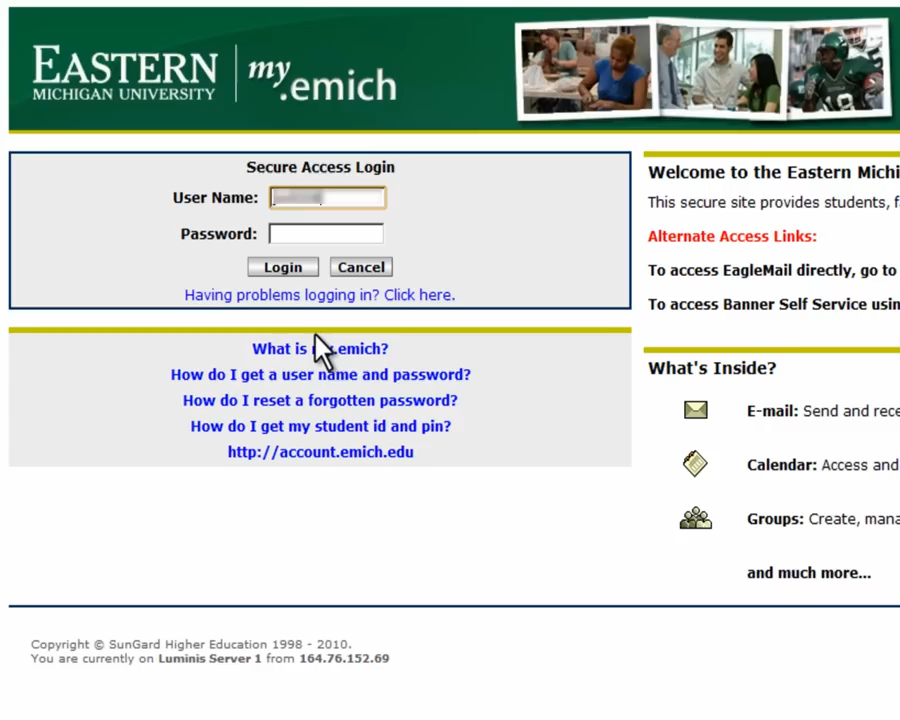 EASTERN
MICHIGAN UNIVERSITY
my.emich
Secure Access Login
User Name:
Password:
Login Cancel
Having problems logging in? Click here.
What is my.emich?
How do I get a user name and password?
How do I reset a forgotten password?
How do I get my student id and pin?
http://account.emich.edu
Welcome to the Eastern Michi
This secure site provides students, fa
Alternate Access Links:
To access EagleMail directly, go to
To access Banner Self Service usin
What's Inside?
E-mail: Send and rece
Calendar: Access and
Groups: Create, mana
and much more...
Copyright © SunGard Higher Education 1998 - 2010.
You are currently on Luminis Server 1 from 164.76.152.69